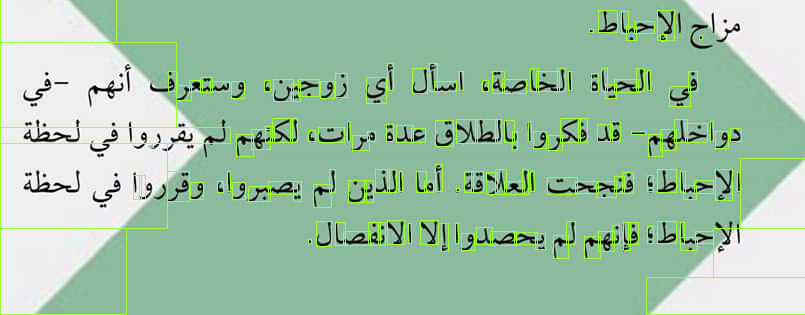 مزاج الإحباط.
في الحياة الخاصة، اسأل أي زوجين، وستعرف أنهم -في
دواخلهم- قد فكروا بالطلاق عدة مرات، لكنهم لم يقرروا في لحظة
الإحباط؛ فنجحت العلاقة. أما الذين لم يصبروا، وقرروا في لحظة
الإحباط؛ فإنهم لم يحصدوا إلا الانفصال.